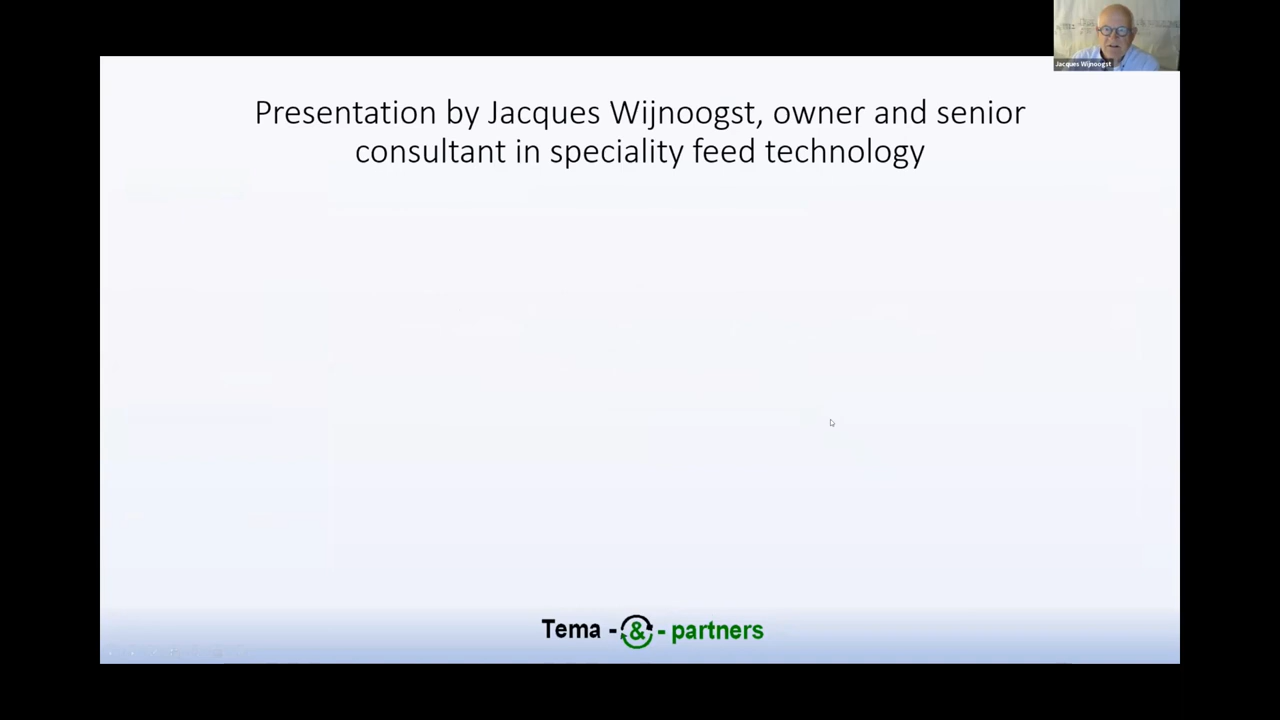 Jacques Wijnoogst
Presentation by Jacques Wijnoogst, owner and senior
consultant in speciality feed technology
Tema - & - partners